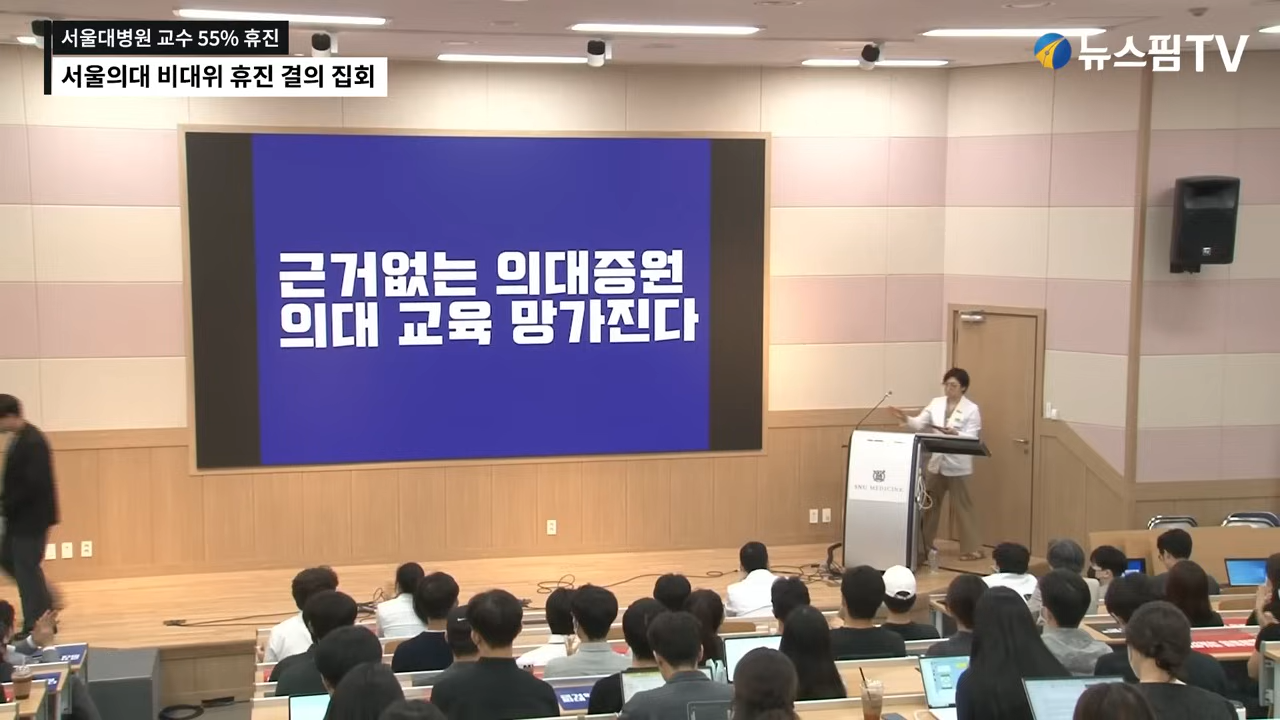 서울대병원 교수 55% 휴진
서울의대 비대위 휴진 결의 집회
뉴스핌TV
근거없는 의대증원
의대 교육 망가진다
SNU MEDICINE